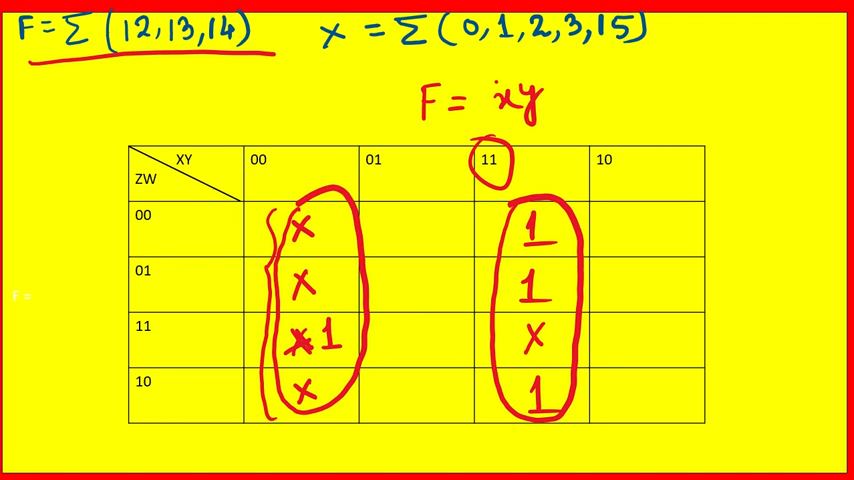 F = Σ (12,13,14) x = Σ (0,1,2,3,15)
F = xy
XY 00 01 11 10
ZW
00 x 1
01 x 1
11 x 1 x
10 x 1
F =